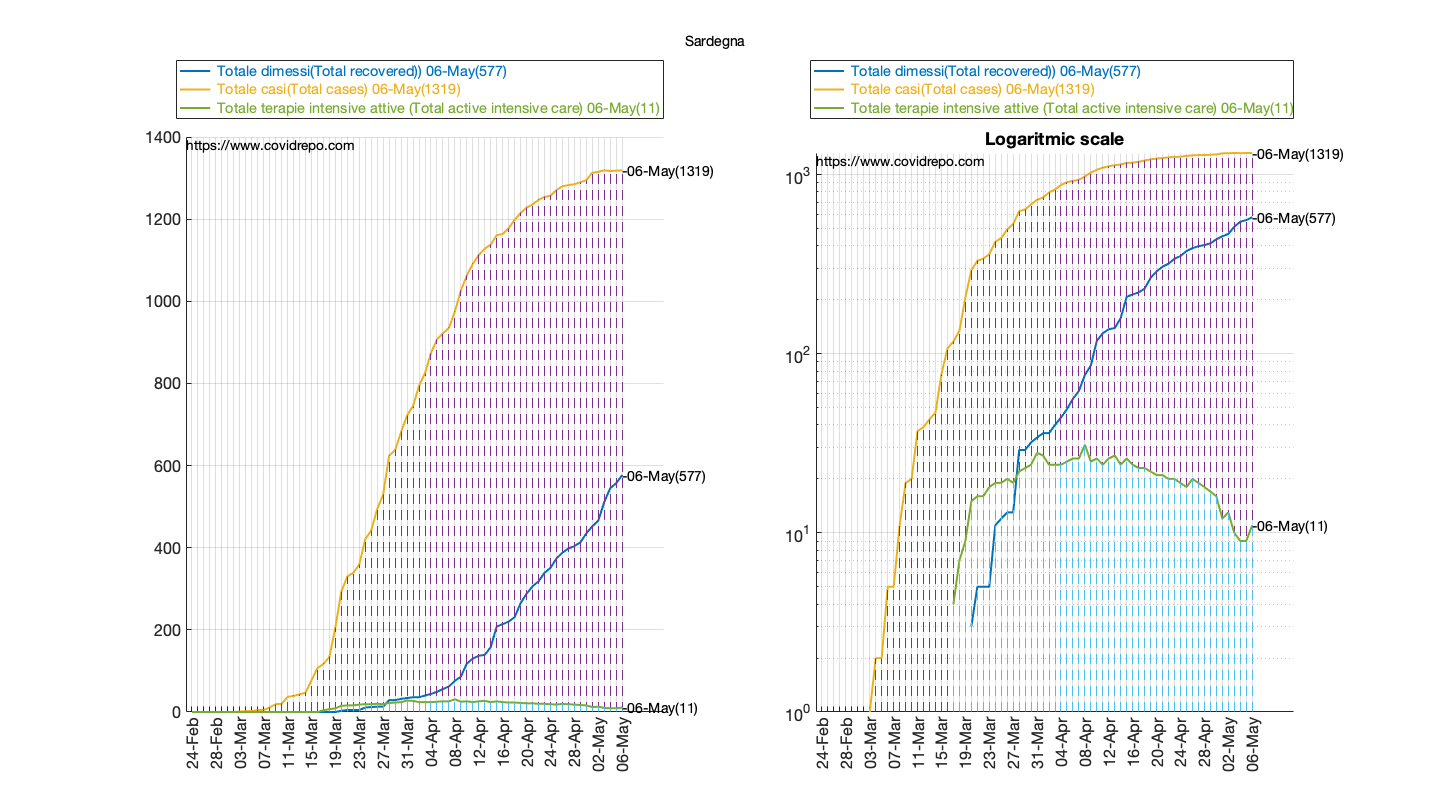 Sardegna
Totale dimessi(Total recovered)) 06-May(577)
Totale casi(Total cases) 06-May(1319)
Totale terapie intensive attive (Total active intensive care) 06-May(11)
1400
1200
1000
800
600
400
200
0
https://www.covidrepo.com
06-May(1319)
06-May(577)
06-May(11)
24-Feb
28-Feb
03-Mar
07-Mar
11-Mar
15-Mar
19-Mar
23-Mar
27-Mar
31-Mar
04-Apr
08-Apr
12-Apr
16-Apr
20-Apr
24-Apr
28-Apr
02-May
06-May
Totale dimessi(Total recovered)) 06-May(577)
Totale casi(Total cases) 06-May(1319)
Totale terapie intensive attive (Total active intensive care) 06-May(11)
Logaritmic scale
https://www.covidrepo.com
10^3
10^2
10^1
10^0
06-May(1319)
06-May(577)
06-May(11)
24-Feb
28-Feb
03-Mar
07-Mar
11-Mar
15-Mar
19-Mar
23-Mar
27-Mar
31-Mar
04-Apr
08-Apr
12-Apr
16-Apr
20-Apr
24-Apr
28-Apr
02-May
06-May